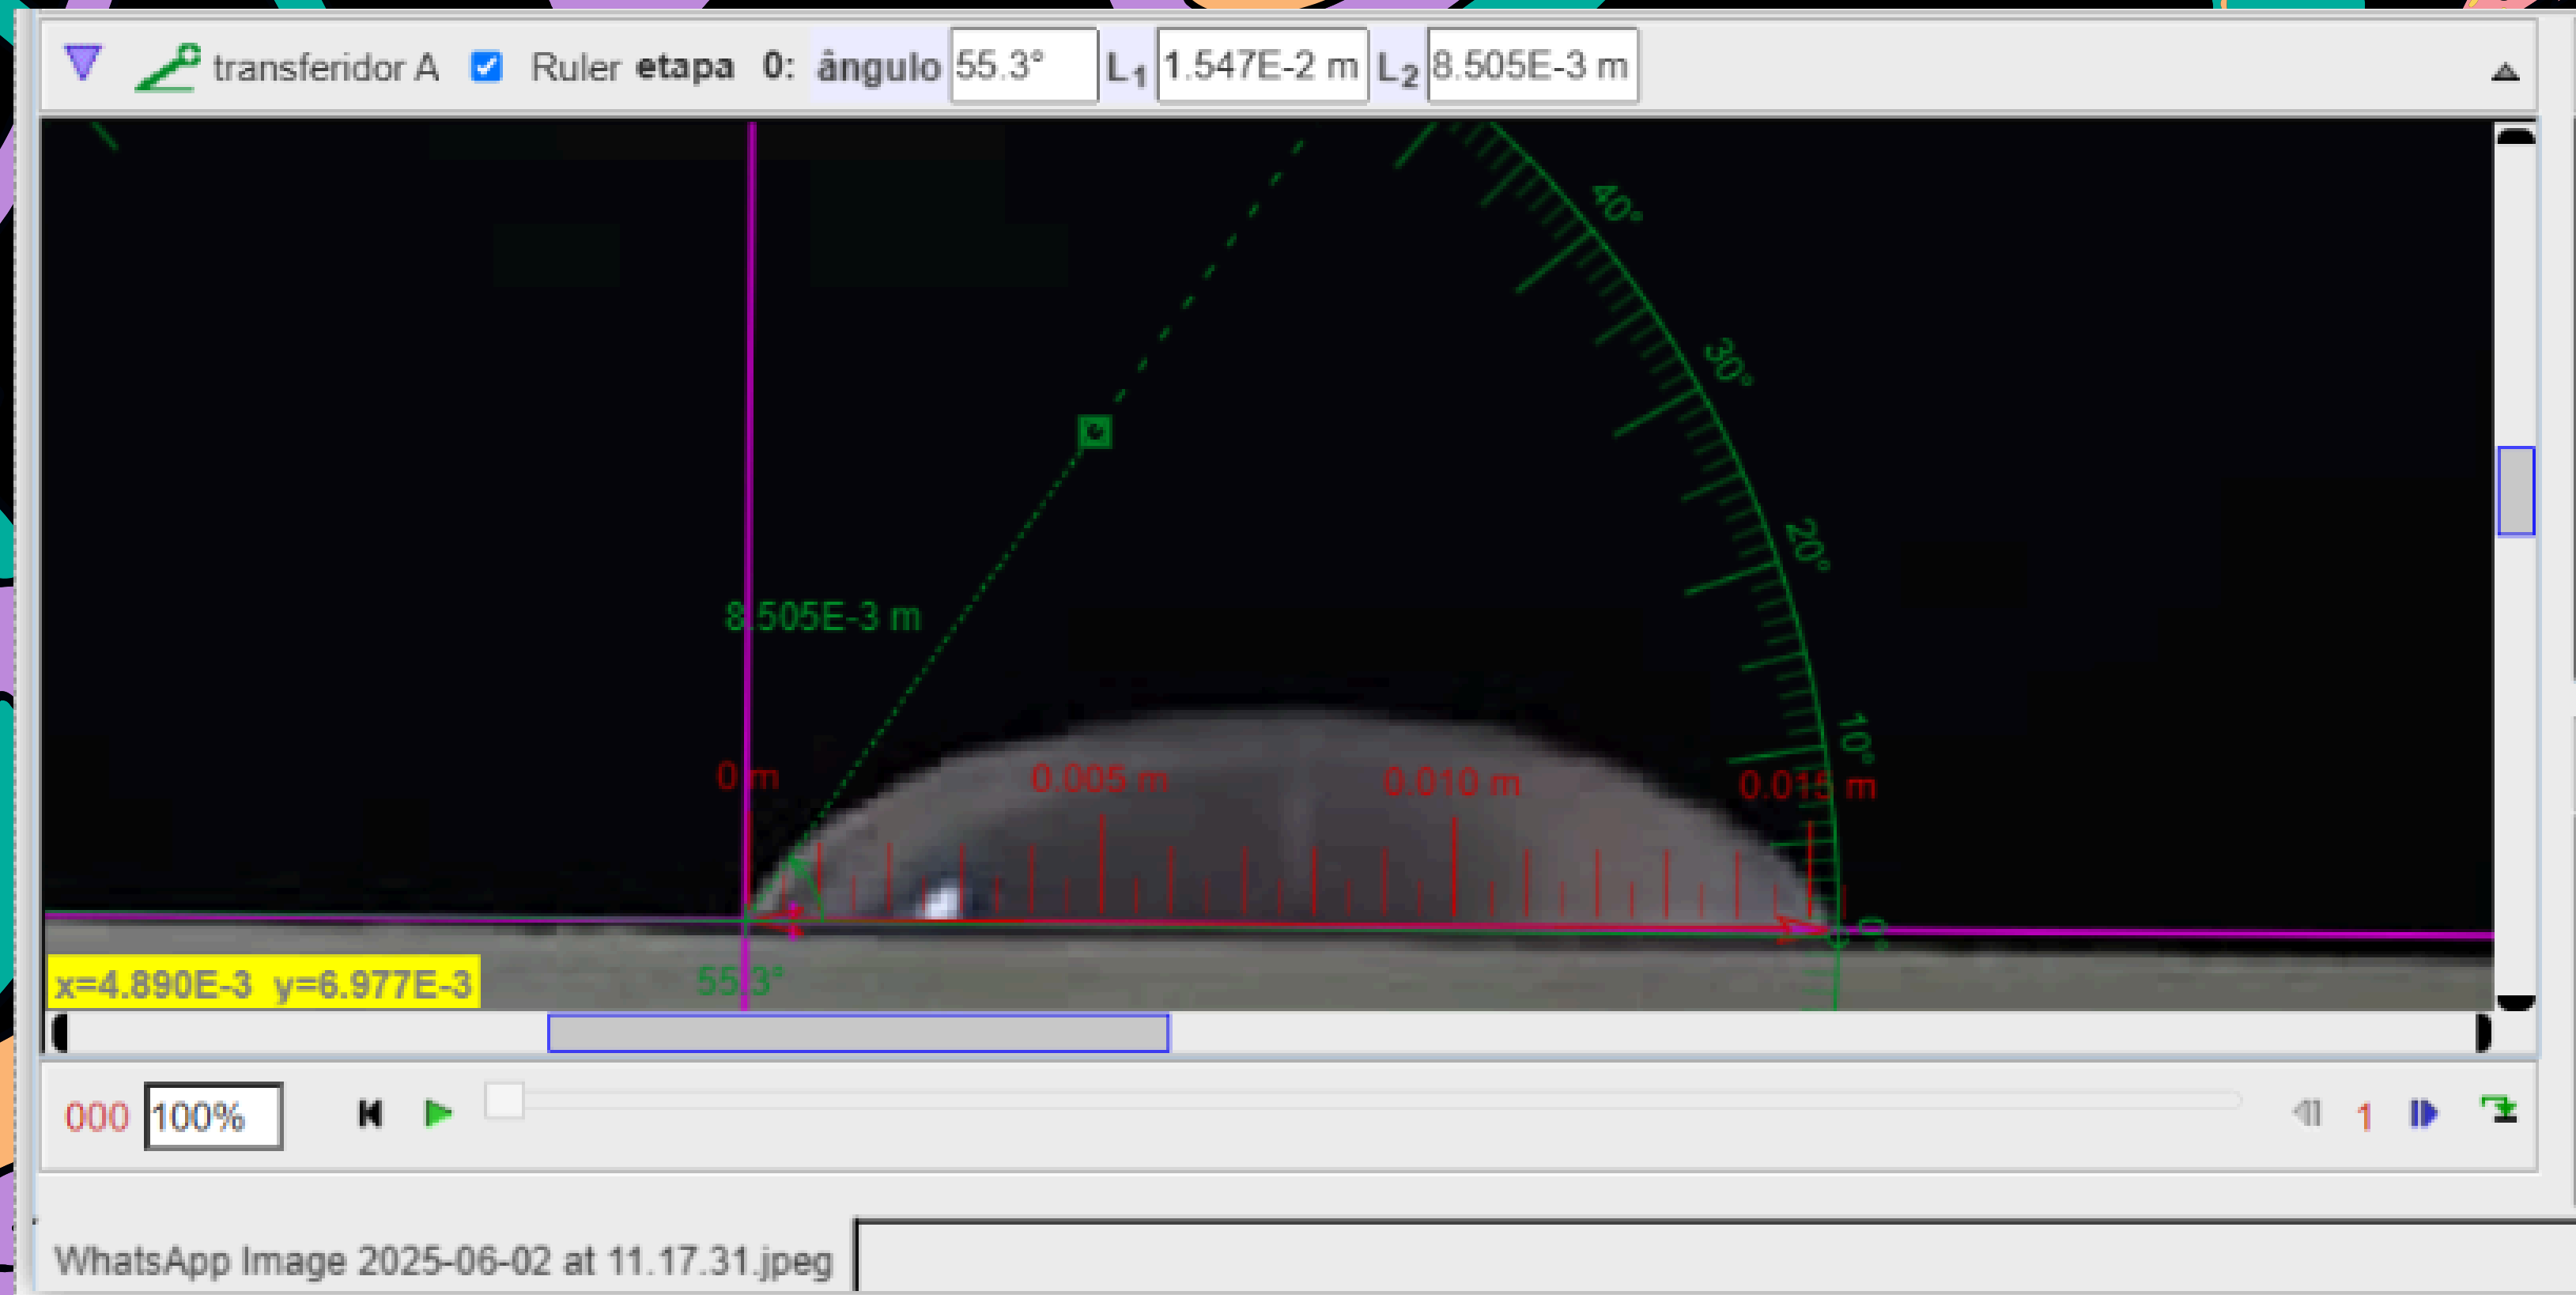 transferidor A Ruler etapa 0: ângulo 55.3° L1 1.547E-2 m L2 8.505E-3 m
40°
30°
20°
8.505E-3 m
10°
0 m 0.005 m 0.010 m 0.015 m
0°
x=4.890E-3 y=6.977E-3
55.3°
000 100% 1
WhatsApp Image 2025-06-02 at 11.17.31.jpeg